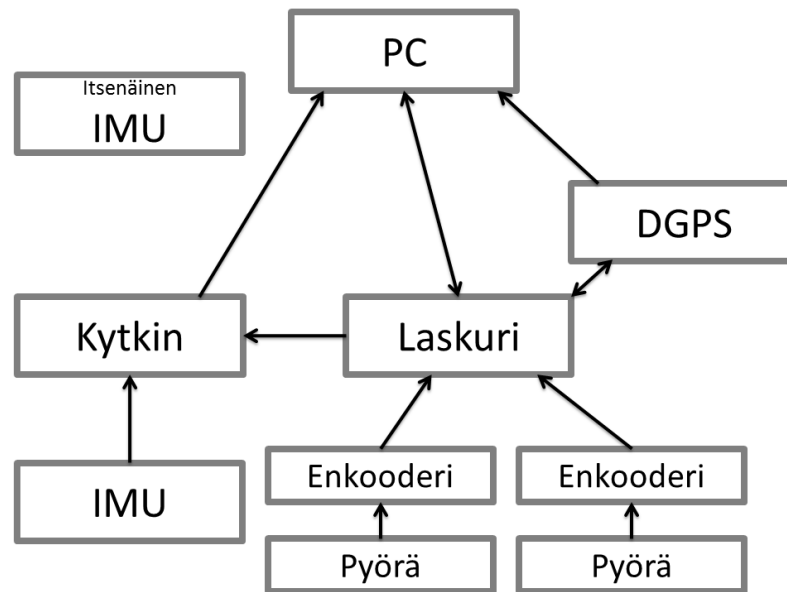 PC
Itsenäinen
IMU
DGPS
Kytkin
Laskuri
IMU
Enkooderi
Enkooderi
Pyörä
Pyörä